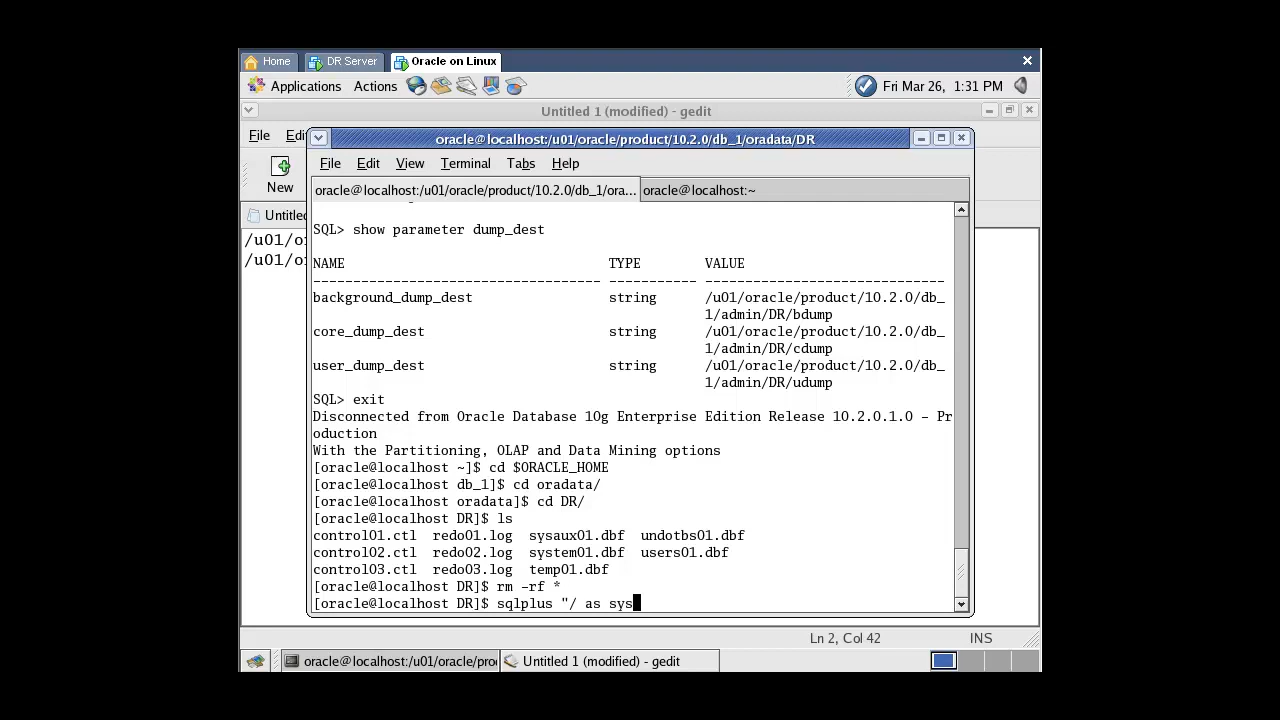 Home DR Server Oracle on Linux
Applications Actions Fri Mar 26, 1:31 PM
Untitled 1 (modified) - gedit
File
oracle@localhost:/u01/oracle/product/10.2.0/db_1/oradata/DR
File Edit View Terminal Tabs Help
New
oracle@localhost:/u01/oracle/product/10.2.0/db_1/ora... oracle@localhost:~
SQL> show parameter dump_dest
NAME TYPE VALUE
------------------------------------ ----------- ------------------------------
background_dump_dest string /u01/oracle/product/10.2.0/db_
1/admin/DR/bdump
core_dump_dest string /u01/oracle/product/10.2.0/db_
1/admin/DR/cdump
user_dump_dest string /u01/oracle/product/10.2.0/db_
1/admin/DR/udump
SQL> exit
Disconnected from Oracle Database 10g Enterprise Edition Release 10.2.0.1.0 - Pr
oduction
With the Partitioning, OLAP and Data Mining options
[oracle@localhost ~]$ cd $ORACLE_HOME
[oracle@localhost db_1]$ cd oradata/
[oracle@localhost oradata]$ cd DR/
[oracle@localhost DR]$ ls
control01.ctl redo01.log sysaux01.dbf undotbs01.dbf
control02.ctl redo02.log system01.dbf users01.dbf
control03.ctl redo03.log temp01.dbf
[oracle@localhost DR]$ rm -rf *
[oracle@localhost DR]$ sqlplus "/ as sys
Ln 2, Col 42 INS
oracle@localhost:/u01/oracle/pro Untitled 1 (modified) - gedit